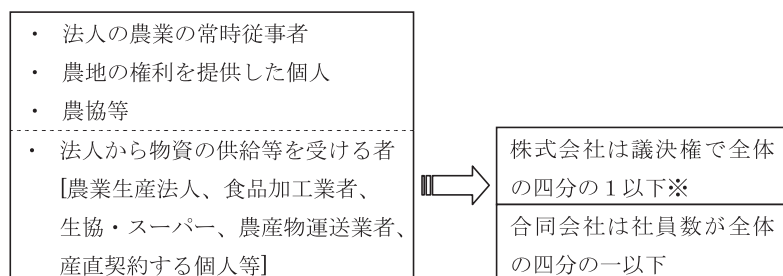 ・ 法人の農業の常時従事者
・ 農地の権利を提供した個人
・ 農協等
・ 法人から物資の供給等を受ける者
[農業生産法人、食品加工業者、
生協・スーパー、農産物運送業者、
産直契約する個人等]
株式会社は議決権で全体
の四分の１以下※
合同会社は社員数が全体
の四分の一以下